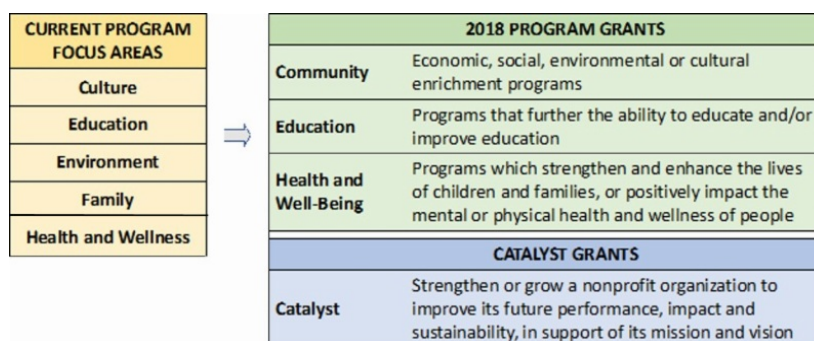 CURRENT PROGRAM
FOCUS AREAS
Culture
Education
Environment
Family
Health and Wellness
2018 PROGRAM GRANTS
Community
Economic, social, environmental or cultural
enrichment programs
Education
Programs that further the ability to educate and/or
improve education
Health and
Well-Being
Programs which strengthen and enhance the lives
of children and families, or positively impact the
mental or physical health and wellness of people
CATALYST GRANTS
Catalyst
Strengthen or grow a nonprofit organization to
improve its future performance, impact and
sustainability, in support of its mission and vision